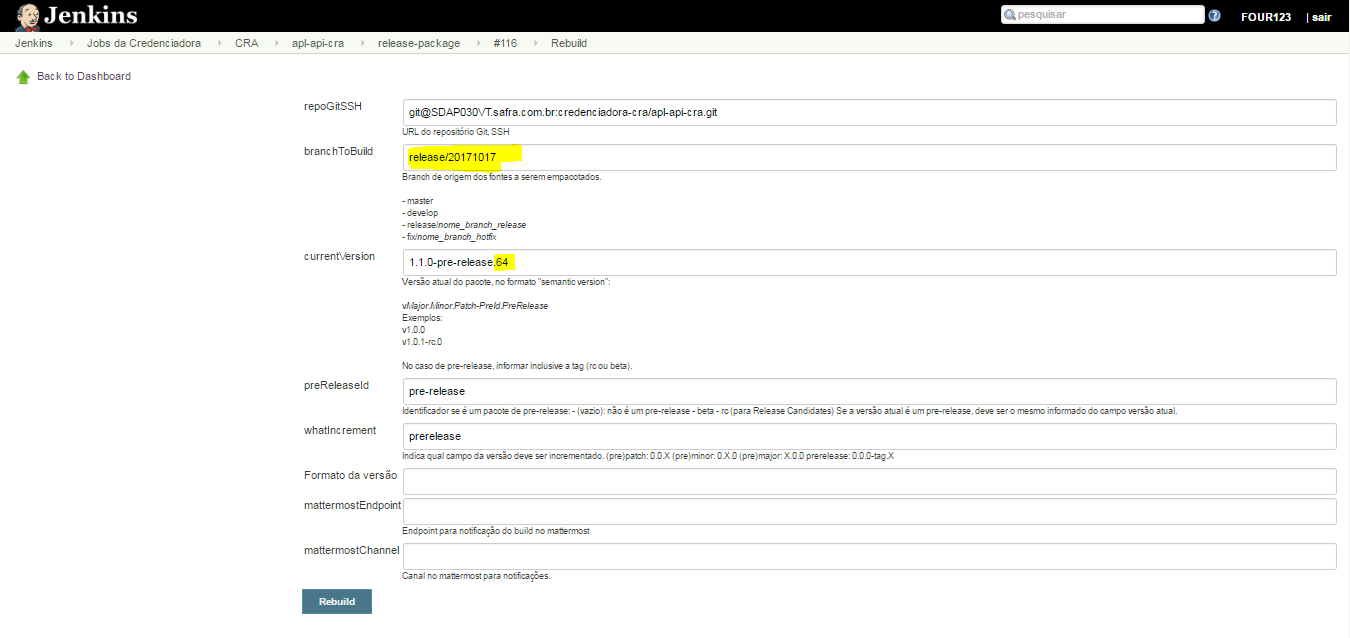 Jenkins
pesquisar
FOUR123 | sair
Jenkins Jobs da Credenciadora CRA apl-api-cra release-package #116 Rebuild
Back to Dashboard
repoGitSSH
git@SDAP030VT.safra.com.br:credenciadora-cra/apl-api-cra.git
URL do repositório Git, SSH
branchToBuild
release/20171017
Branch de origem dos fontes a serem empacotados.
- master
- develop
- release/nome_branch_release
- fix/nome_branch_hotfix
currentVersion
1.1.0-pre-release.64
Versão atual do pacote, no formato "semantic version":
vMajor.Minor.Patch-PreId.PreRelease
Exemplos:
v1.0.0
v1.0.1-rc.0
No caso de pre-release, informar inclusive a tag (rc ou beta).
preReleaseId
pre-release
Identificador se é um pacote de pre-release: - (vazio): não é um pre-release - beta - rc (para Release Candidates) Se a versão atual é um pre-release, deve ser o mesmo informado do campo versão atual.
whatIncrement
prerelease
Indica qual campo da versão deve ser incrementado. (pre)patch: 0.0.X (pre)minor: 0.X.0 (pre)major: X.0.0 prerelease: 0.0.0-tag.X
Formato da versão
mattermostEndpoint
Endpoint para notificação do build no mattermost
mattermostChannel
Canal no mattermost para notificações.
Rebuild